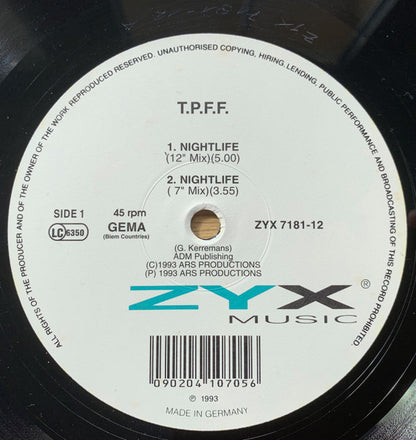 ZYX 7181-12 A
ALL RIGHTS OF THE PRODUCER AND OF THE OWNER OF THE WORK REPRODUCED RESERVED. UNAUTHORISED COPYING, HIRING, LENDING, PUBLIC PERFORMANCE AND BROADCASTING OF THIS RECORD PROHIBITED.
T.P.F.F.
1. NIGHTLIFE
(12" Mix)(5.00)
2. NIGHTLIFE
( 7" Mix)(3.55)
SIDE 1
45 rpm
LC 6350
GEMA
(Biem Countries)
ZYX 7181-12
(G. Kerremans)
ADM Publishing
(C)1993 ARS PRODUCTIONS
(P) 1993 ARS PRODUCTIONS
ZYX ®
MUSIC
090204 107056
℗ 1993
MADE IN GERMANY